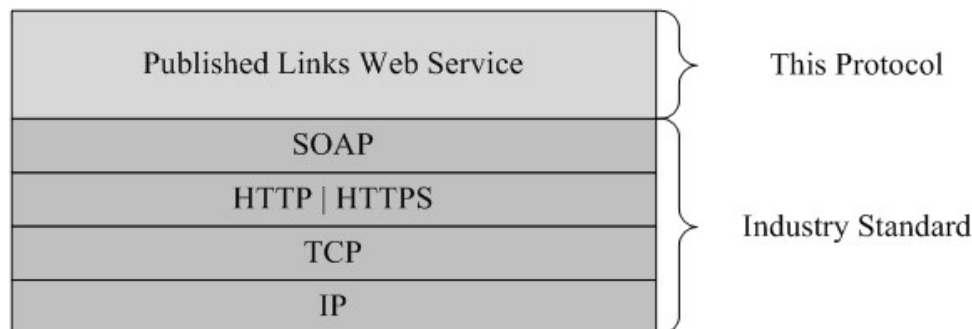 Published Links Web Service
This Protocol
SOAP
HTTP | HTTPS
TCP
IP
Industry Standard